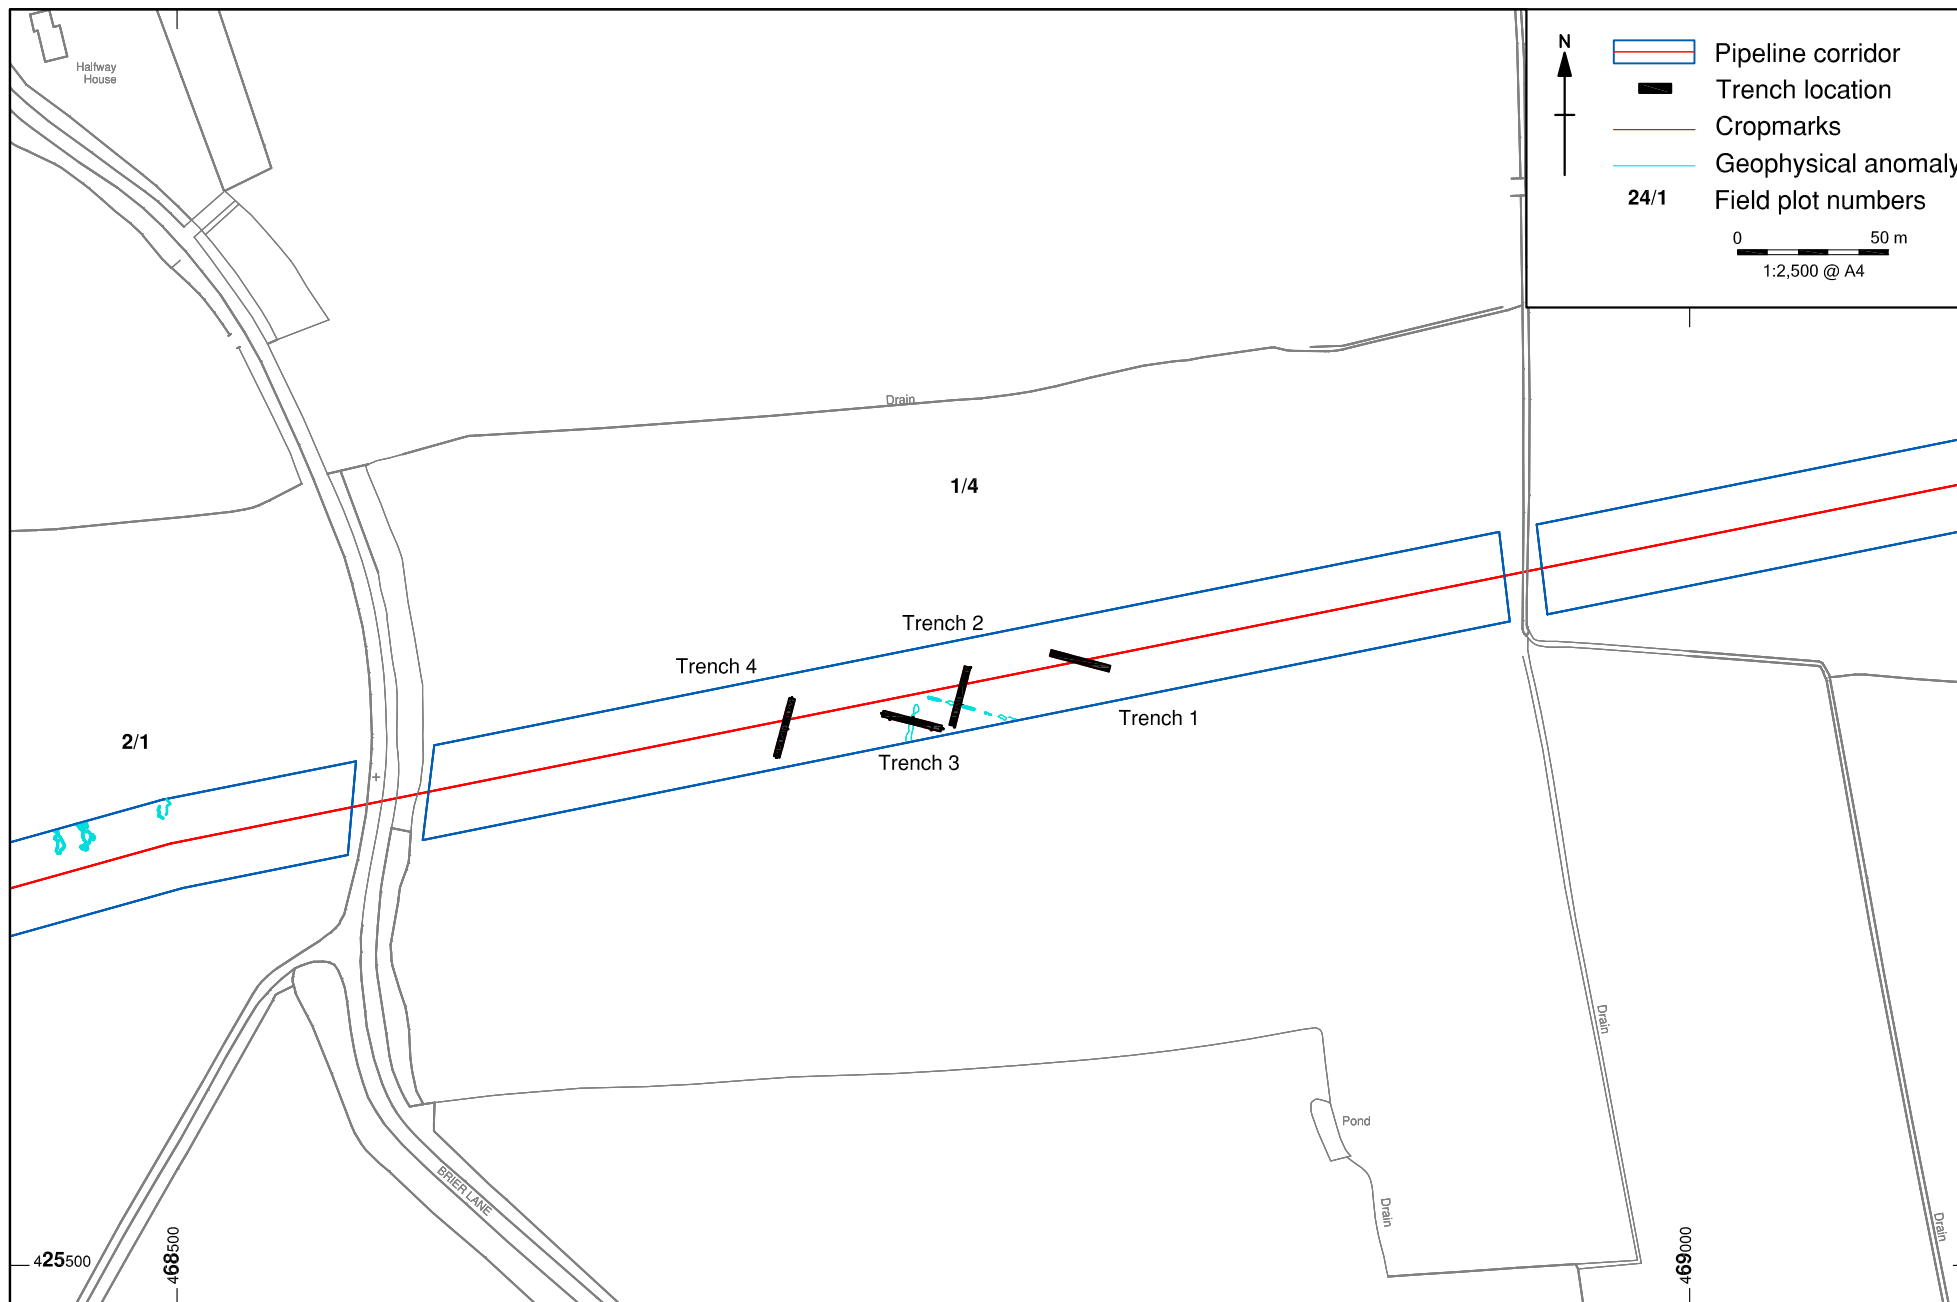 Halfway
House
N
Pipeline corridor
Trench location
Cropmarks
Geophysical anomaly
24/1 Field plot numbers
0 50 m
1:2,500 @ A4
Drain
1/4
Trench 2
Trench 4
Trench 1
2/1
Trench 3
Drain
Pond
BRIER LANE
Drain
Drain
425500
468500
469000